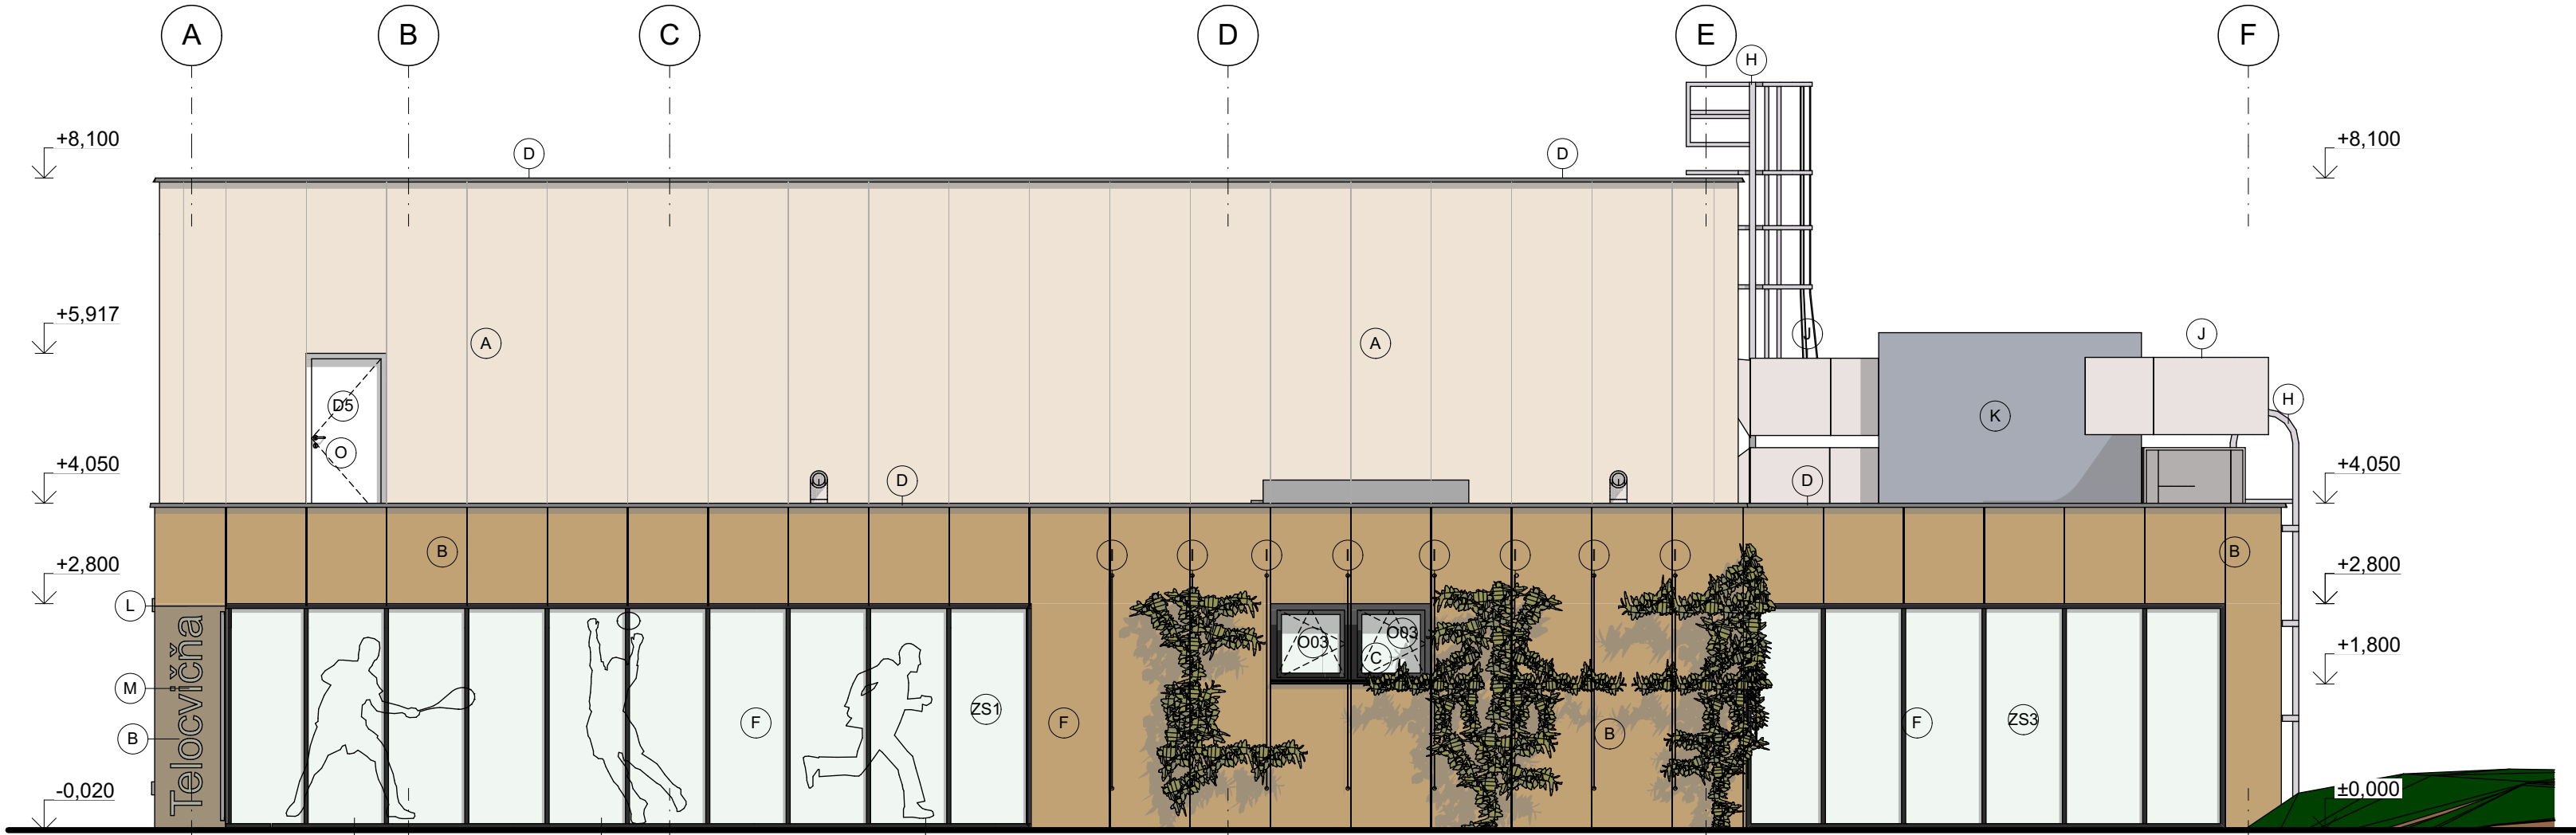 A B C D E F
H
+8,100 D D +8,100
+5,917 A A J J
D5 K H
O
+4,050 D D +4,050
B I I I I I I I I B
+2,800 +2,800
L
O03 O03
C +1,800
M
ZS1 F F F ZS3
B B
Telocvičňa
-0,020 ±0,000